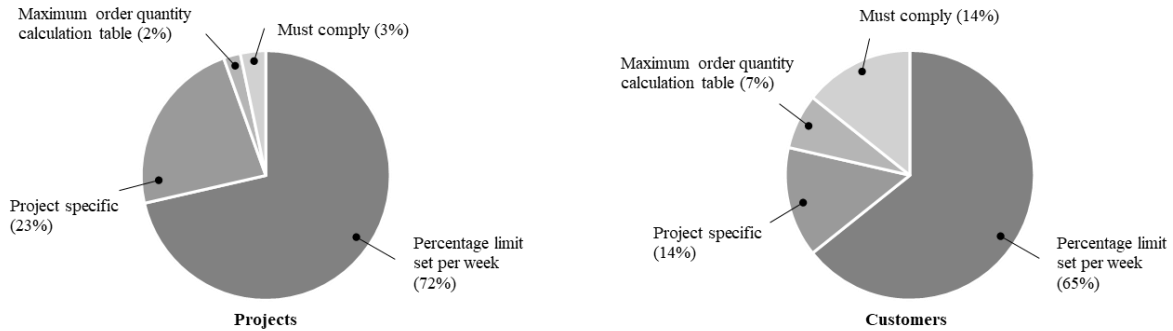 Maximum order quantity
calculation table (2%)
Must comply (3%)
Project specific
(23%)
Percentage limit
set per week
(72%)
Projects
Must comply (14%)
Maximum order quantity
calculation table (7%)
Project specific
(14%)
Percentage limit
set per week
(65%)
Customers